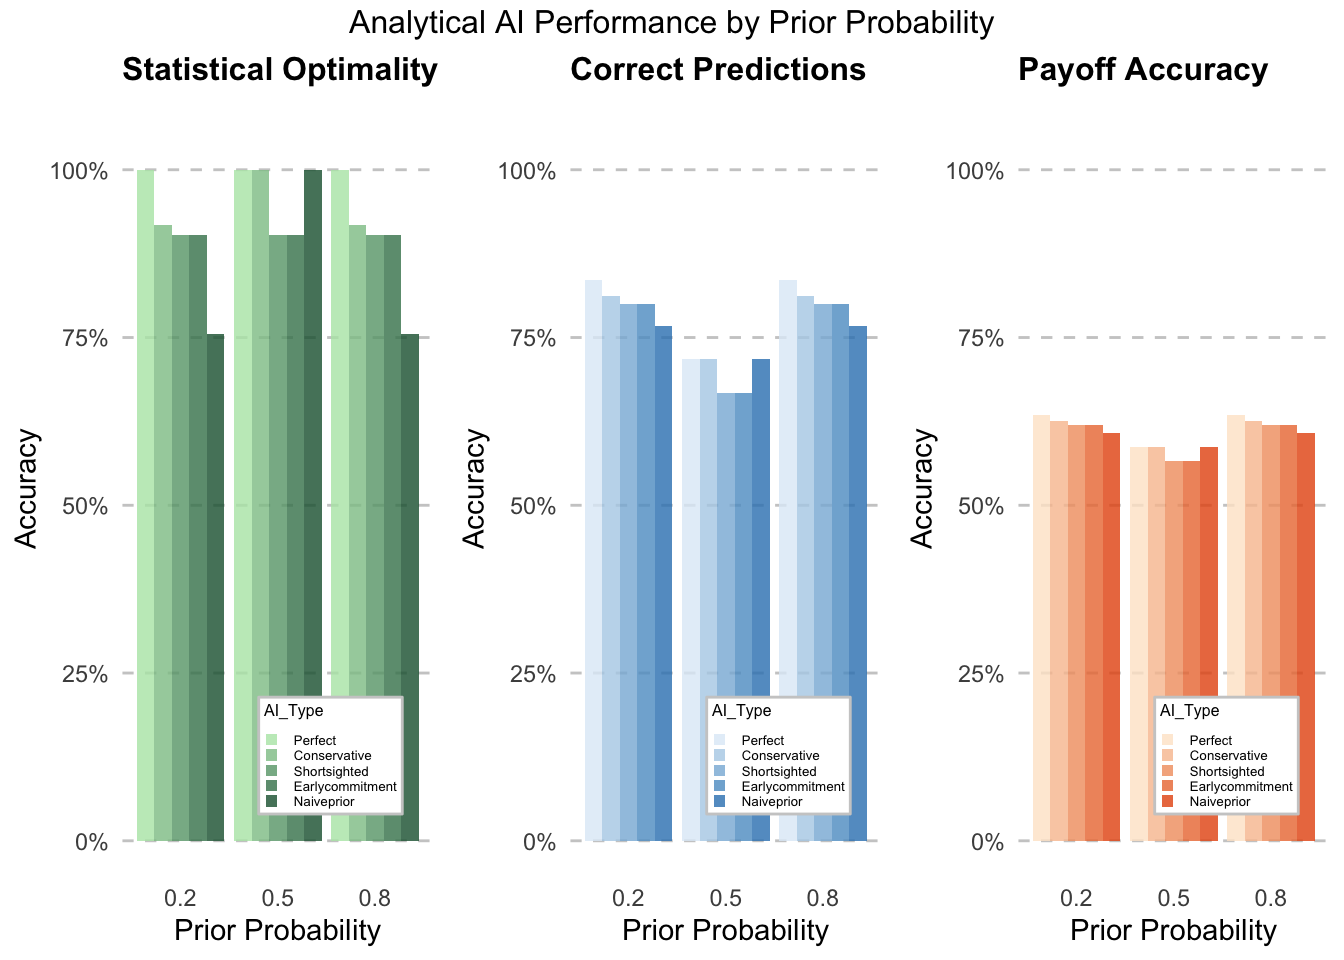 Analytical AI Performance by Prior Probability
Statistical Optimality
100%
75%
50%
25%
0%
Accuracy
AI_Type
Perfect
Conservative
Shortsighted
Earlycommitment
Naiveprior
0.2 0.5 0.8
Prior Probability
Correct Predictions
100%
75%
50%
25%
0%
Accuracy
AI_Type
Perfect
Conservative
Shortsighted
Earlycommitment
Naiveprior
0.2 0.5 0.8
Prior Probability
Payoff Accuracy
100%
75%
50%
25%
0%
Accuracy
AI_Type
Perfect
Conservative
Shortsighted
Earlycommitment
Naiveprior
0.2 0.5 0.8
Prior Probability